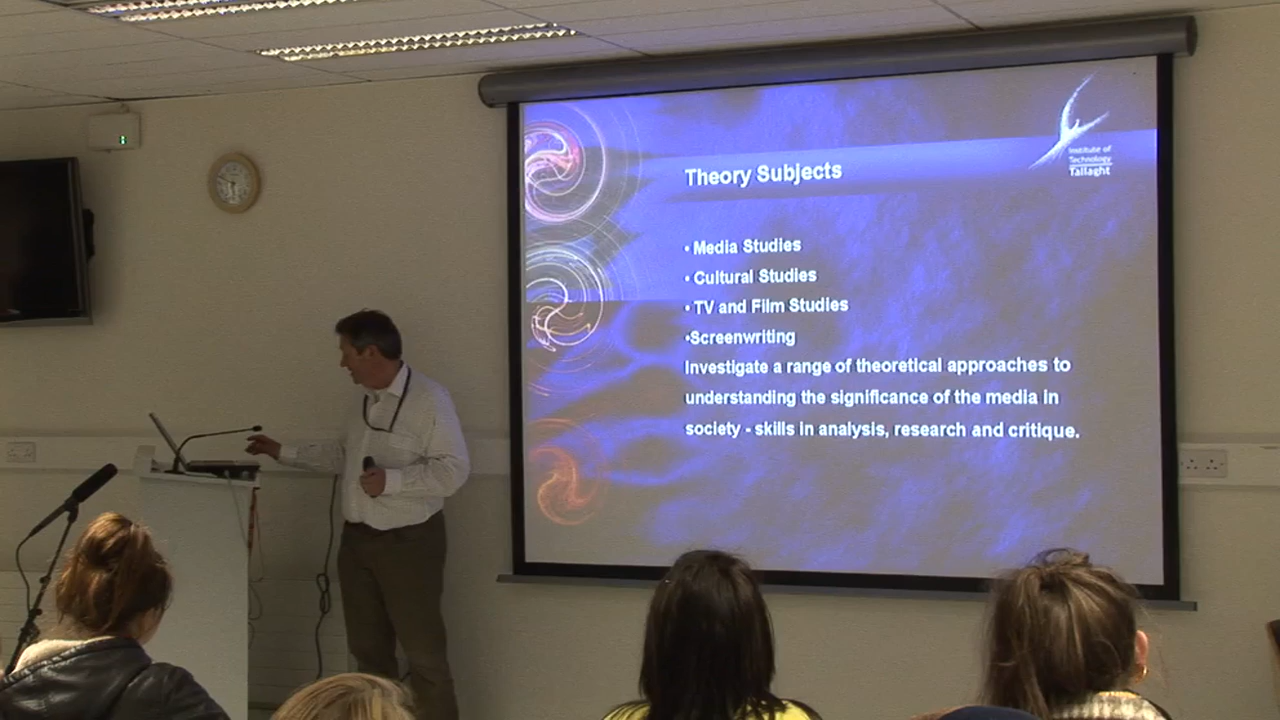 Institute of
Technology
Tallaght
Theory Subjects
• Media Studies
• Cultural Studies
• TV and Film Studies
•Screenwriting
Investigate a range of theoretical approaches to
understanding the significance of the media in
society - skills in analysis, research and critique.